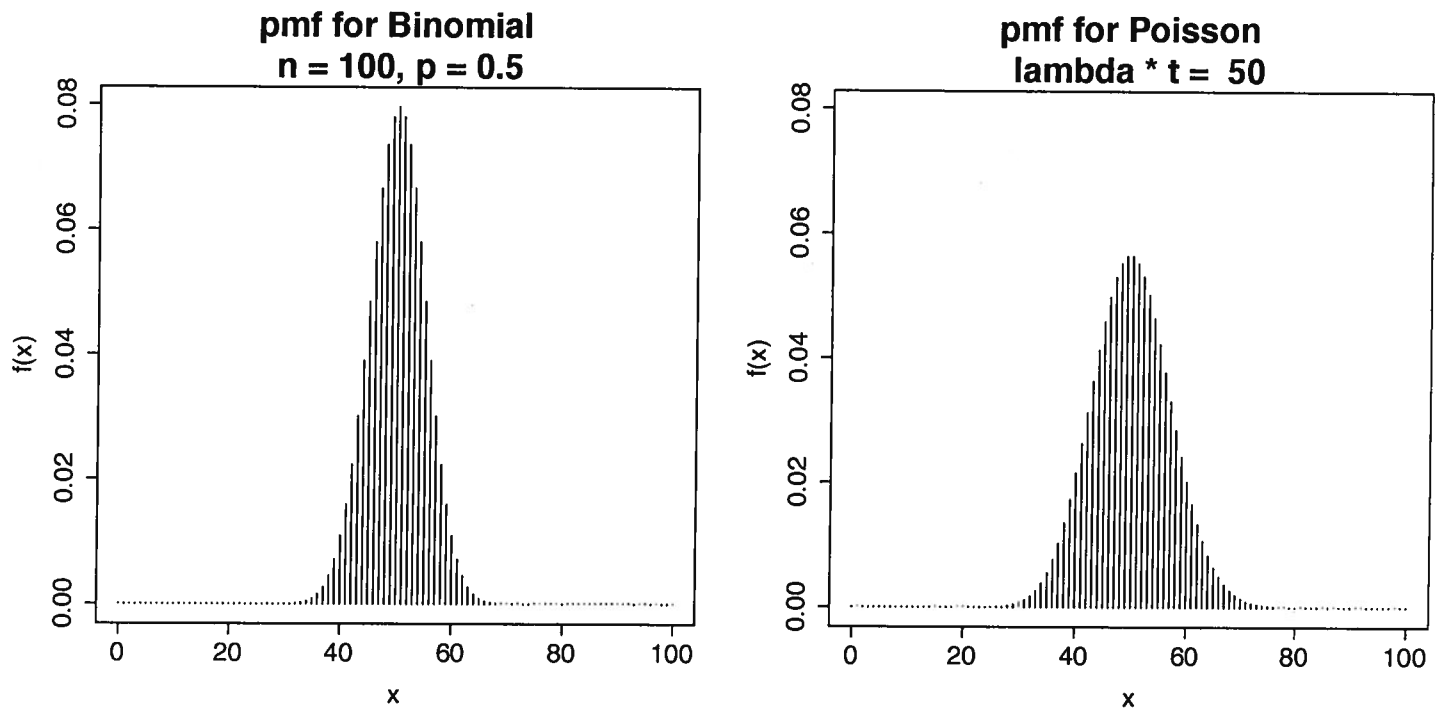 pmf for Binomial
n = 100, p = 0.5
0.08
0.06
0.04
0.02
0.00
f(x)
0 20 40 60 80 100
x
pmf for Poisson
lambda * t = 50
0.08
0.06
0.04
0.02
0.00
f(x)
0 20 40 60 80 100
x